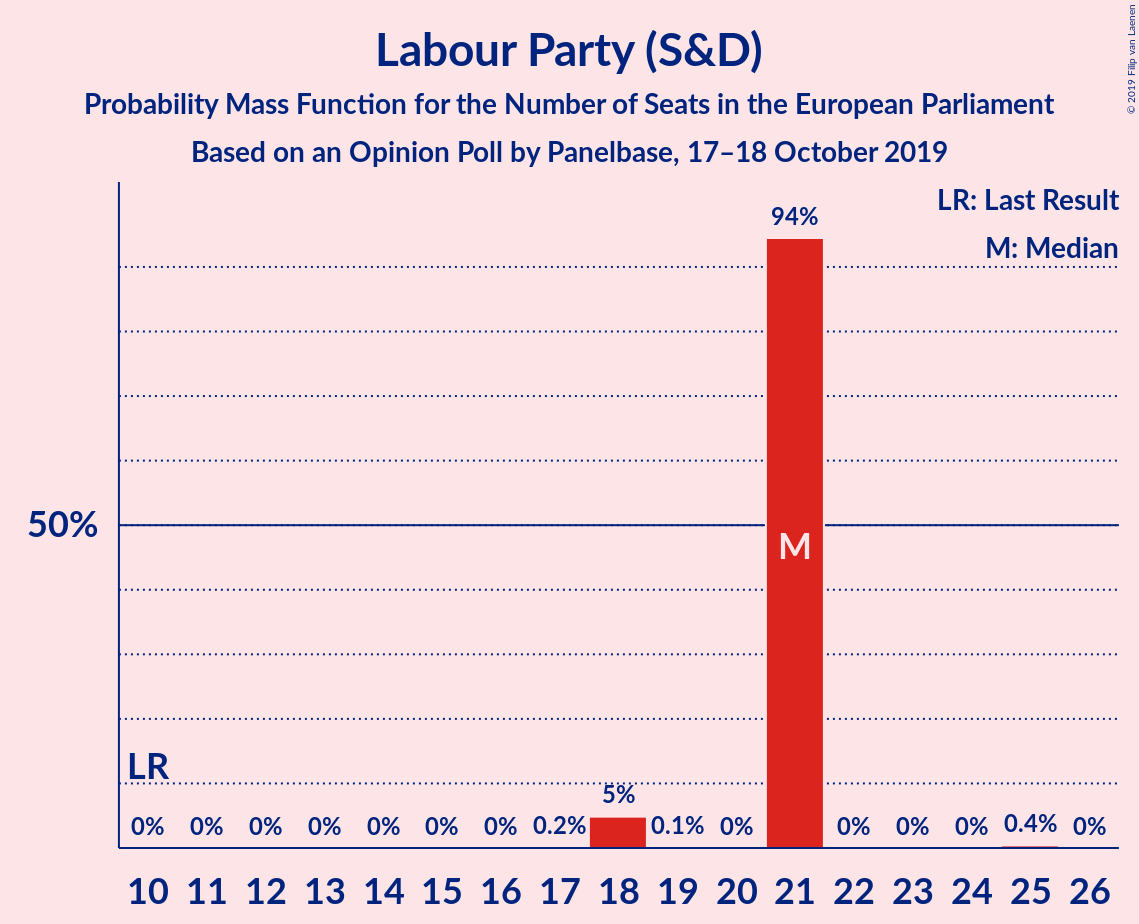 Labour Party (S&D)
Probability Mass Function for the Number of Seats in the European Parliament
Based on an Opinion Poll by Panelbase, 17–18 October 2019
© 2019 Filip van Laenen
LR: Last Result
M: Median
94%
50%
M
LR
5%
0% 0% 0% 0% 0% 0% 0% 0.2% 0.1% 0% 0% 0% 0% 0.4% 0%
10 11 12 13 14 15 16 17 18 19 20 21 22 23 24 25 26